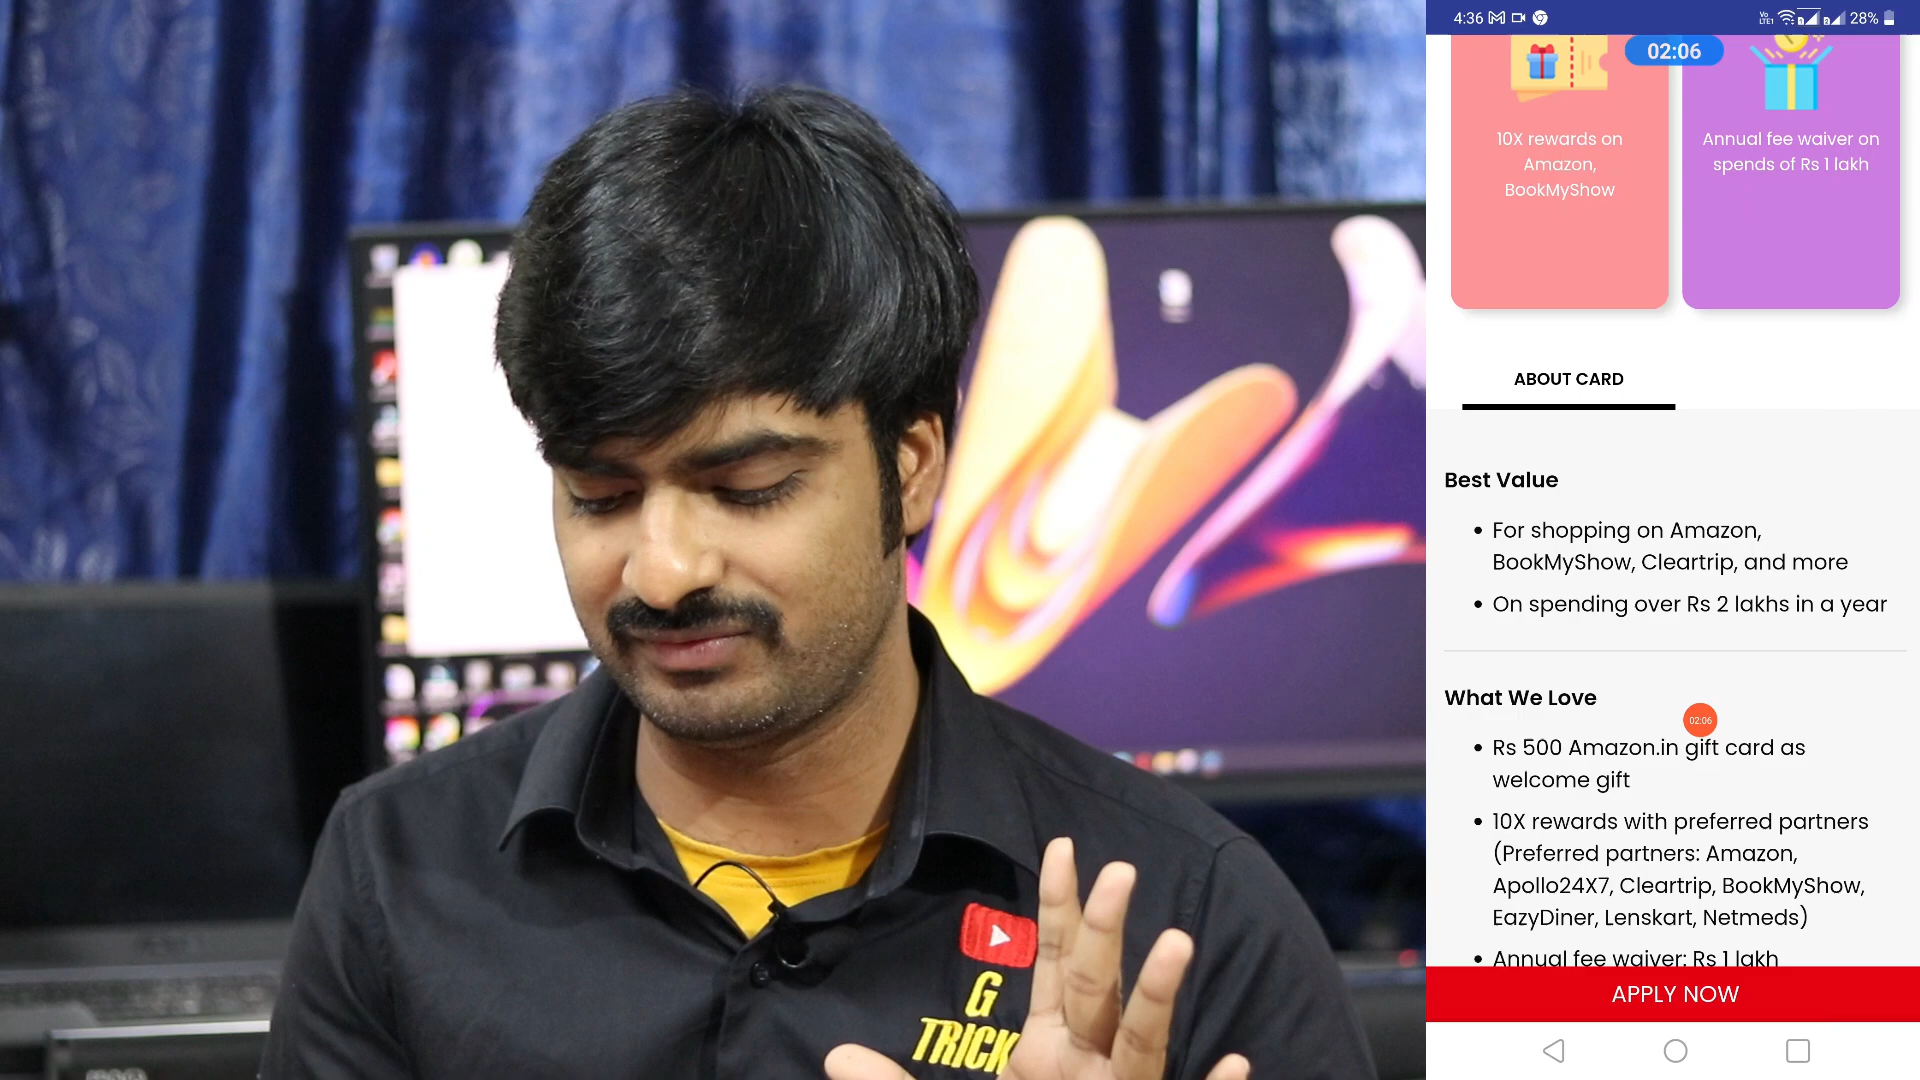 G
TRICK
4:36
Vo
LTE1
28%
02:06
10X rewards on
Amazon,
BookMyShow
Annual fee waiver on
spends of Rs 1 lakh
ABOUT CARD
Best Value
• For shopping on Amazon,
BookMyShow, Cleartrip, and more
• On spending over Rs 2 lakhs in a year
What We Love
02:06
• Rs 500 Amazon.in gift card as
welcome gift
• 10X rewards with preferred partners
(Preferred partners: Amazon,
Apollo24X7, Cleartrip, BookMyShow,
EazyDiner, Lenskart, Netmeds)
• Annual fee waiver: Rs 1 lakh
APPLY NOW